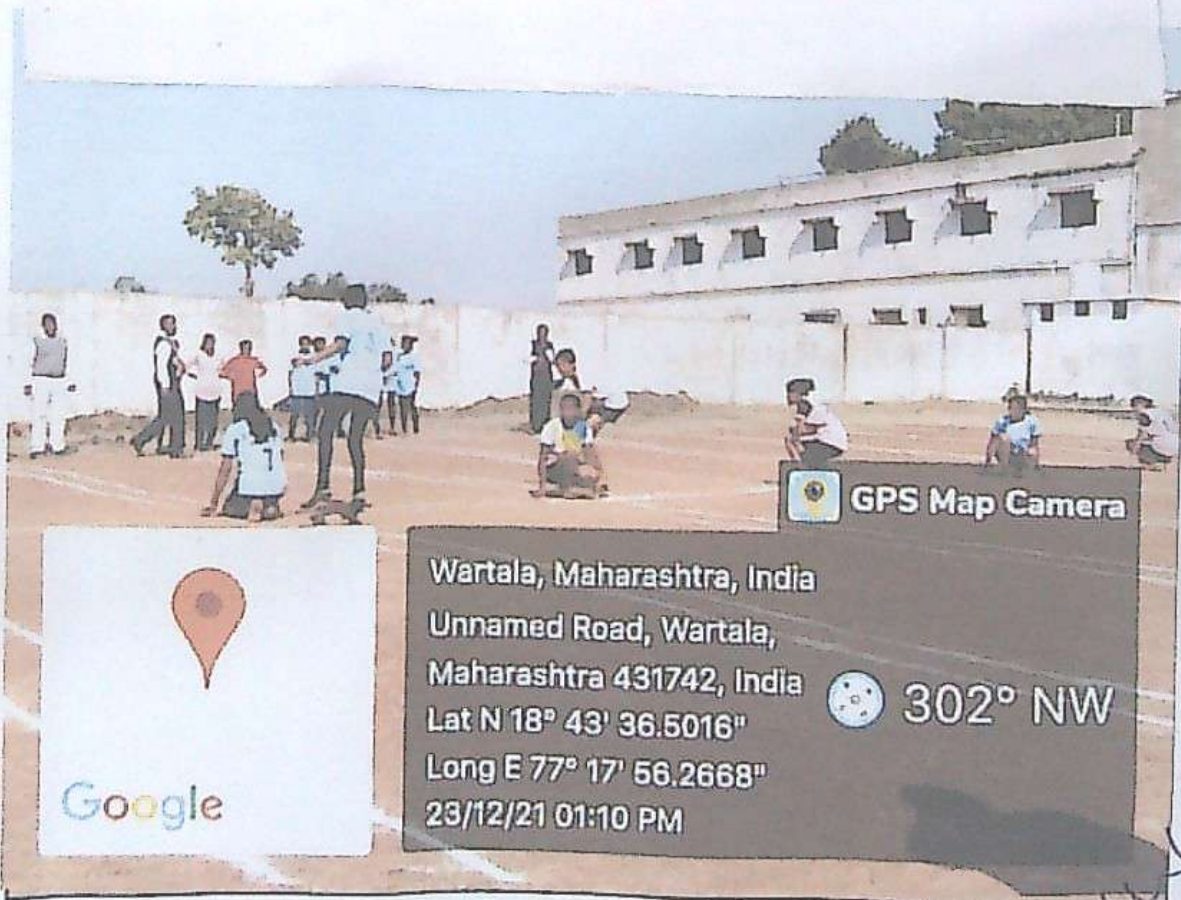 GPS Map Camera
Wartala, Maharashtra, India
Unnamed Road, Wartala,
Maharashtra 431742, India
Lat N 18° 43' 36.5016"
Long E 77° 17' 56.2668"
23/12/21 01:10 PM
302° NW
Google
7